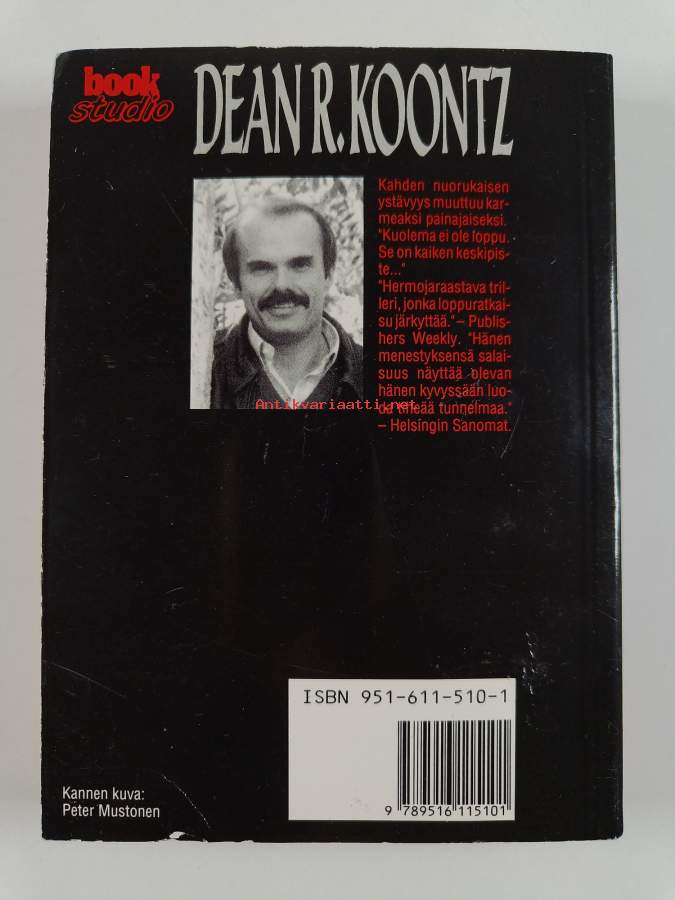 book
studio
DEAN R. KOONTZ
Kahden nuorukaisen
ystävyys muuttuu kar-
meaksi painajaiseksi.
"Kuolema ei ole loppu.
Se on kaiken keskipis-
te..."
"Hermojaraastava tril-
leri, jonka loppuratkai-
su järkyttää." – Publis-
hers Weekly. "Hänen
menestyksensä salai-
suus näyttää olevan
hänen kyvyssään luo-
da tiheää tunnelmaa."
– Helsingin Sanomat.
Antikvariaatti.net
ISBN 951-611-510-1
9 789516 115101
Kannen kuva:
Peter Mustonen